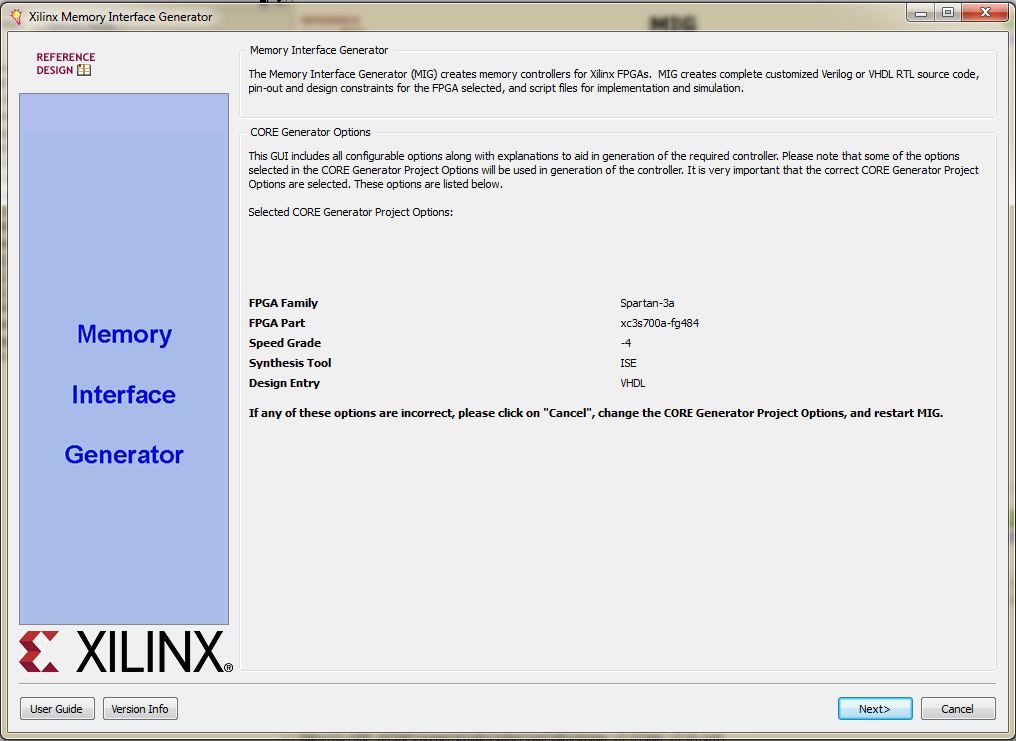 Xilinx Memory Interface Generator
REFERENCE
DESIGN
Memory Interface Generator
The Memory Interface Generator (MIG) creates memory controllers for Xilinx FPGAs. MIG creates complete customized Verilog or VHDL RTL source code,
pin-out and design constraints for the FPGA selected, and script files for implementation and simulation.
CORE Generator Options
This GUI includes all configurable options along with explanations to aid in generation of the required controller. Please note that some of the options
selected in the CORE Generator Project Options will be used in generation of the controller. It is very important that the correct CORE Generator Project
Options are selected. These options are listed below.
Selected CORE Generator Project Options:
FPGA Family Spartan-3a
FPGA Part xc3s700a-fg484
Speed Grade -4
Synthesis Tool ISE
Design Entry VHDL
If any of these options are incorrect, please click on "Cancel", change the CORE Generator Project Options, and restart MIG.
Memory
Interface
Generator
XILINX®
User Guide Version Info Next> Cancel